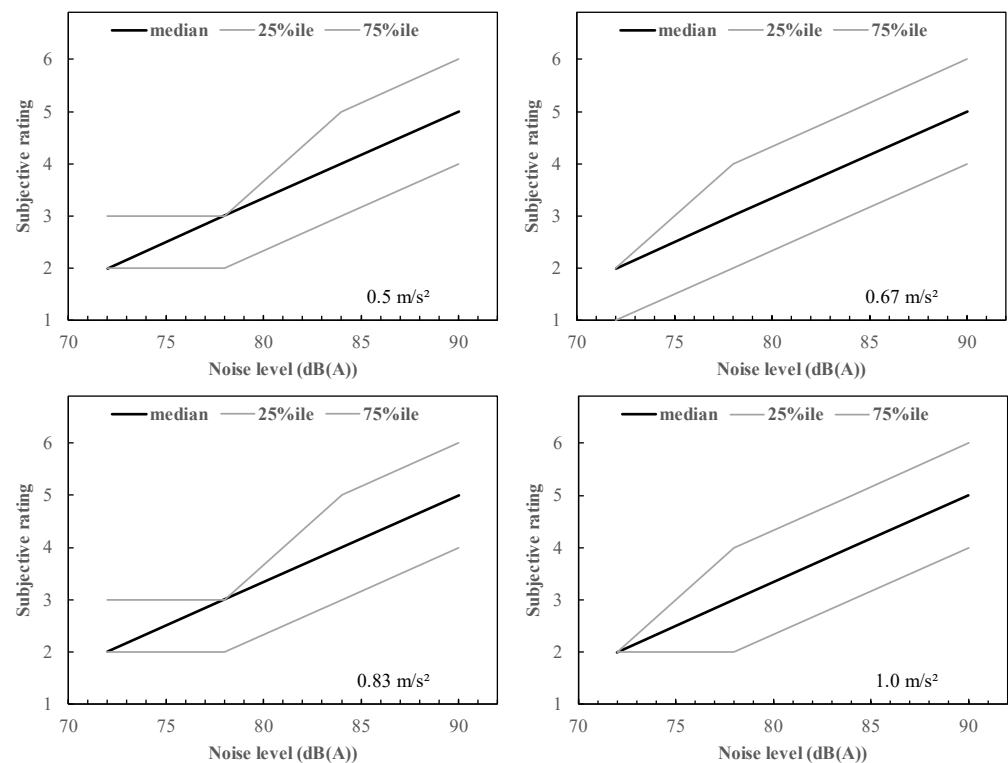 median 25%ile 75%ile
6
5
4
3
2
1
Subjective rating
0.5 m/s²
70 75 80 85 90
Noise level (dB(A))
median 25%ile 75%ile
6
5
4
3
2
1
Subjective rating
0.67 m/s²
70 75 80 85 90
Noise level (dB(A))
median 25%ile 75%ile
6
5
4
3
2
1
Subjective rating
0.83 m/s²
70 75 80 85 90
Noise level (dB(A))
median 25%ile 75%ile
6
5
4
3
2
1
Subjective rating
1.0 m/s²
70 75 80 85 90
Noise level (dB(A))